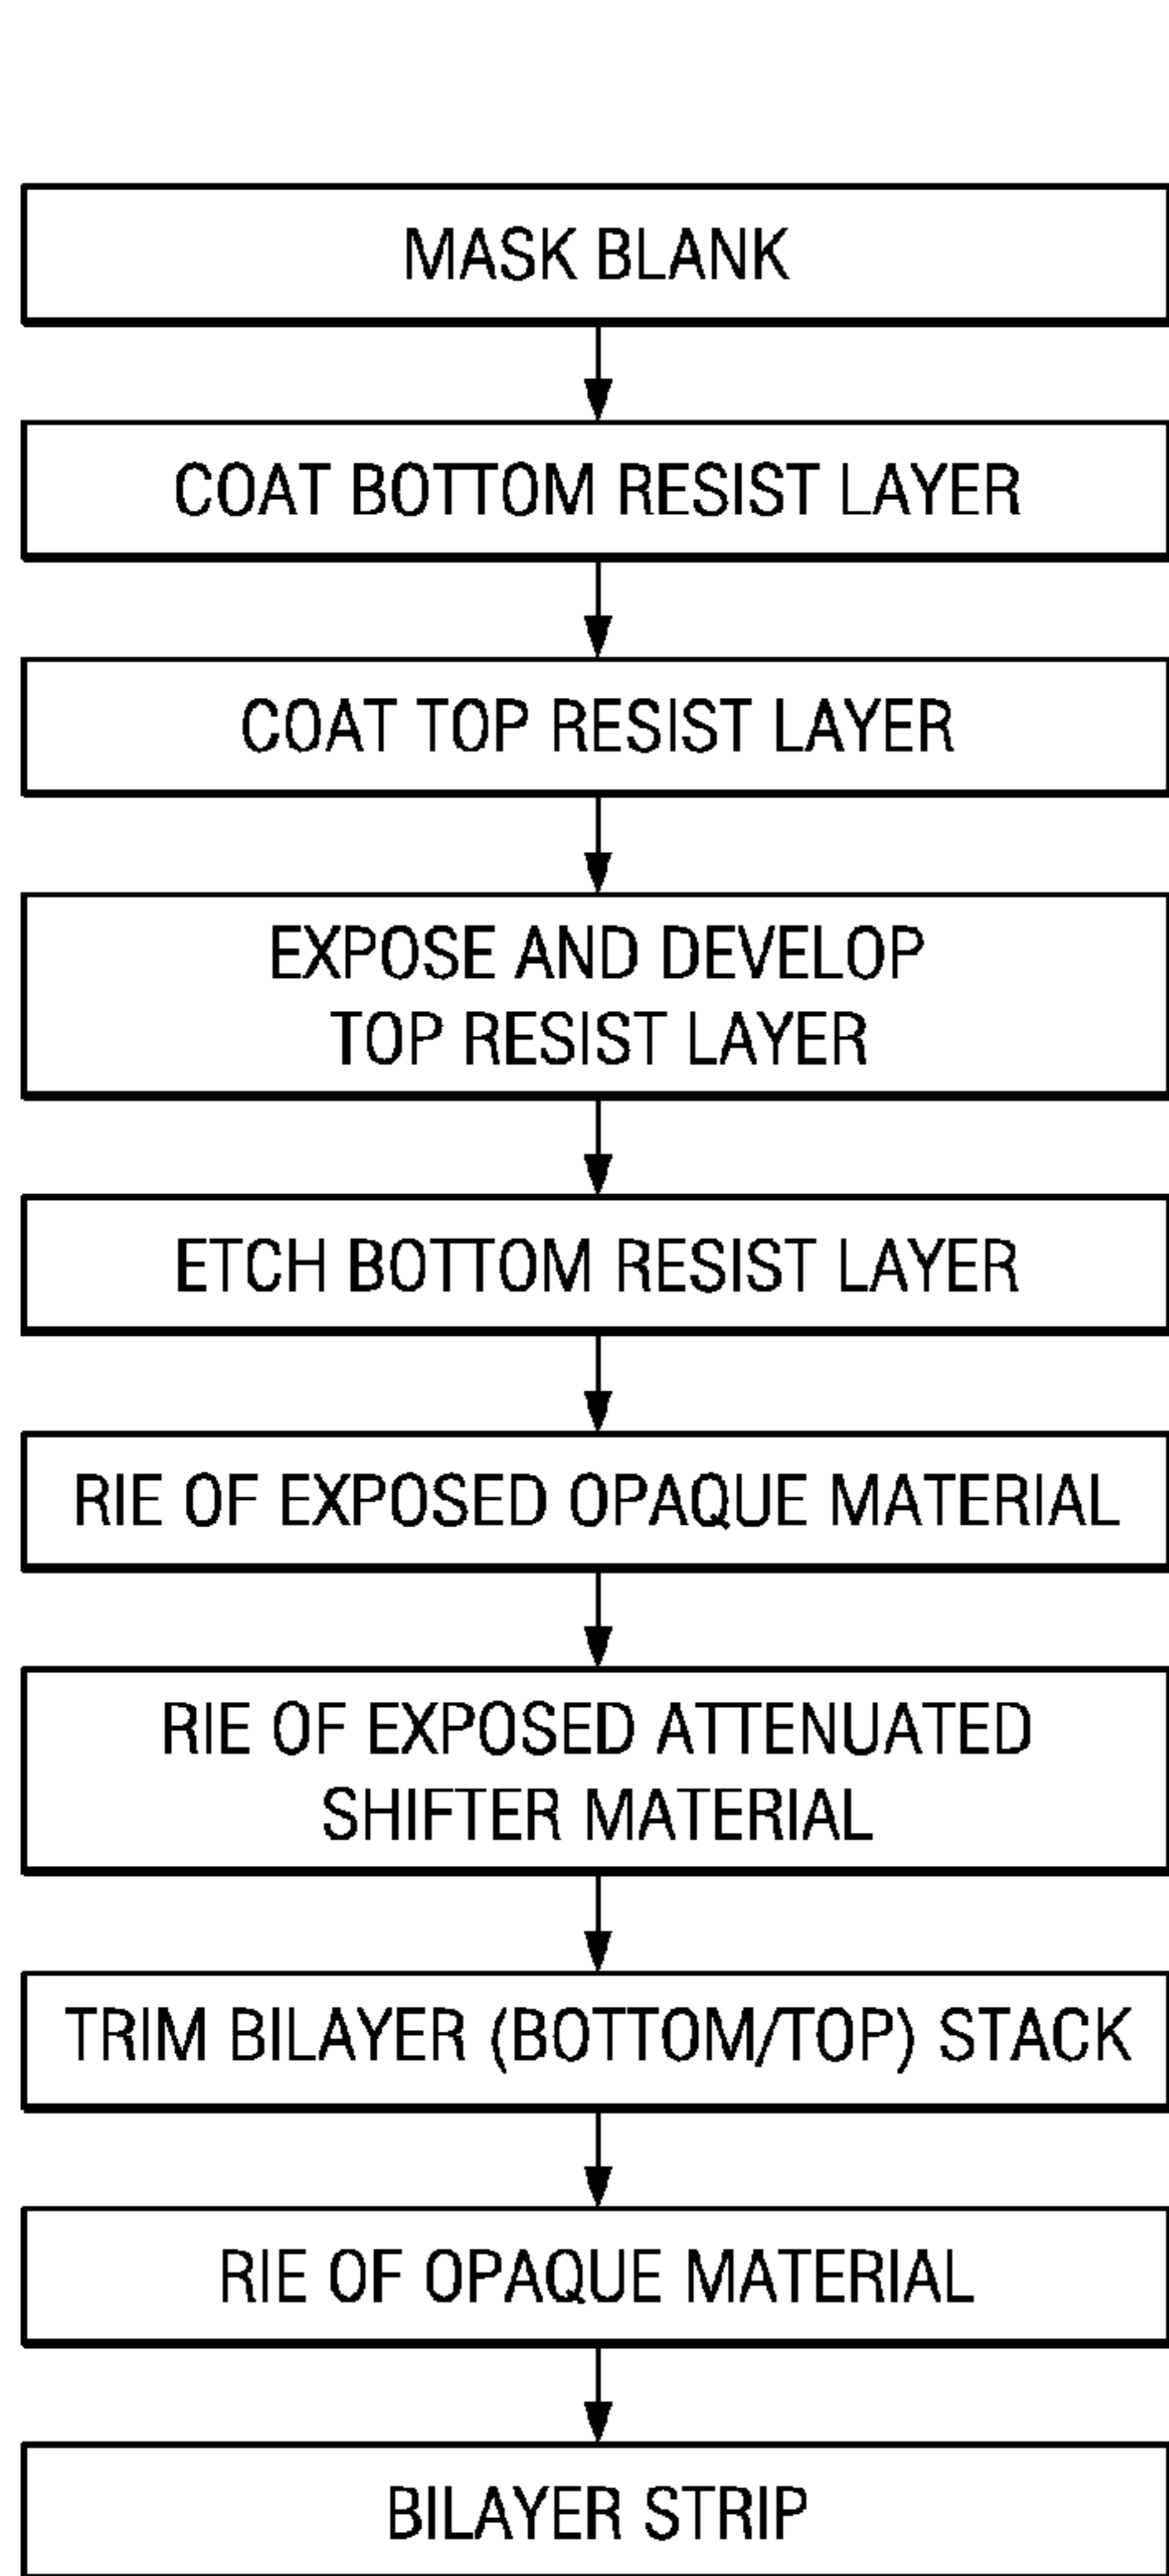 MASK BLANK
COAT BOTTOM RESIST LAYER
COAT TOP RESIST LAYER
EXPOSE AND DEVELOP
TOP RESIST LAYER
ETCH BOTTOM RESIST LAYER
RIE OF EXPOSED OPAQUE MATERIAL
RIE OF EXPOSED ATTENUATED
SHIFTER MATERIAL
TRIM BILAYER (BOTTOM/TOP) STACK
RIE OF OPAQUE MATERIAL
BILAYER STRIP